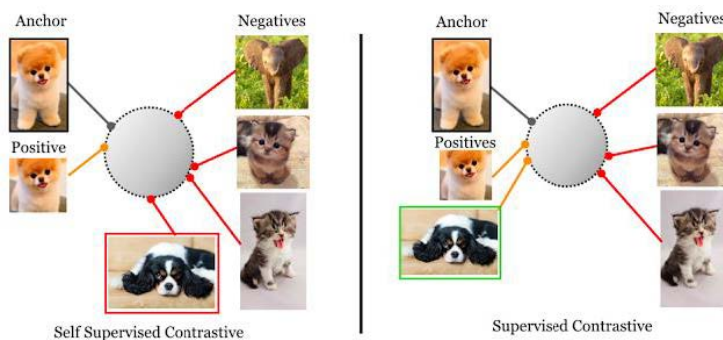 Anchor
Negatives
Positive
Self Supervised Contrastive
Anchor
Negatives
Positives
Supervised Contrastive